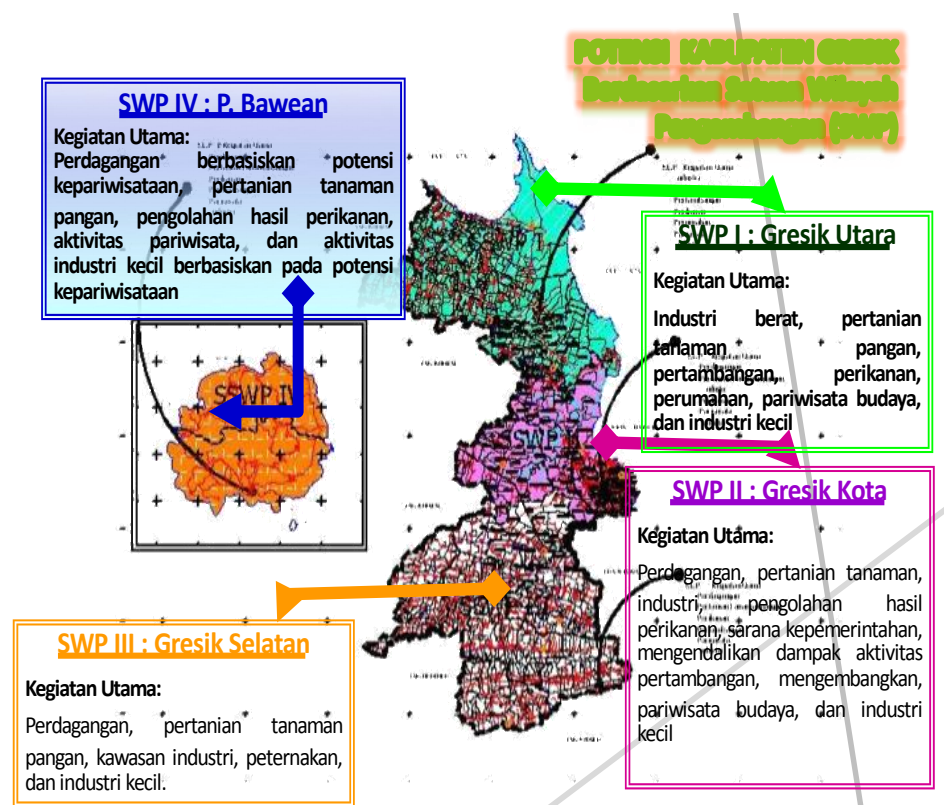 POTENSI KABUPATEN GRESIK
Berdasarkan Satuan Wilayah
Pengembangan (SWP)
SWP IV : P. Bawean
Kegiatan Utama:
Perdagangan berbasiskan potensi
kepariwisataan, pertanian tanaman
pangan, pengolahan hasil perikanan,
aktivitas pariwisata, dan aktivitas
industri kecil berbasiskan pada potensi
kepariwisataan
SWP I : Gresik Utara
Kegiatan Utama:
Industri berat, pertanian
tanaman pangan,
pertambangan, perikanan,
perumahan, pariwisata budaya,
dan industri kecil
SSWP IV
SWP
SWP II : Gresik Kota
Kegiatan Utama:
Perdagangan, pertanian tanaman,
industri, pengolahan hasil
perikanan, sarana kepemerintahan,
mengendalikan dampak aktivitas
pertambangan, mengembangkan,
pariwisata budaya, dan industri
kecil
SWP III : Gresik Selatan
Kegiatan Utama:
Perdagangan, pertanian tanaman
pangan, kawasan industri, peternakan,
dan industri kecil.